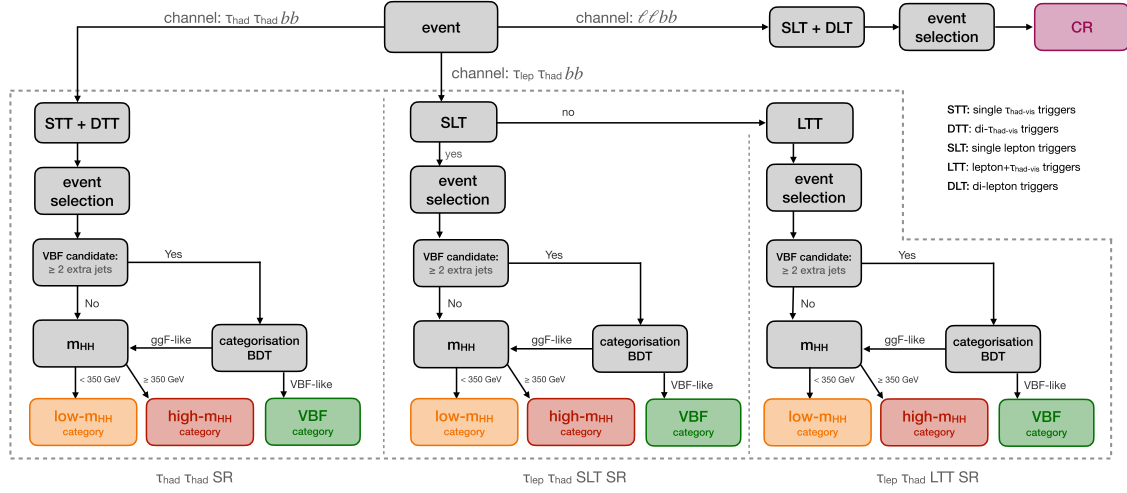 channel: τhad τhad bb
event
channel: ℓℓbb
SLT + DLT
event
selection
CR
channel: τlep τhad bb
STT + DTT
SLT
no
LTT
yes
STT: single τhad-vis triggers
DTT: di-τhad-vis triggers
SLT: single lepton triggers
LTT: lepton+τhad-vis triggers
DLT: di-lepton triggers
event
selection
event
selection
event
selection
VBF candidate:
≥ 2 extra jets
Yes
VBF candidate:
≥ 2 extra jets
Yes
VBF candidate:
≥ 2 extra jets
Yes
No
No
No
mHH
ggF-like
categorisation
BDT
mHH
ggF-like
categorisation
BDT
mHH
ggF-like
categorisation
BDT
< 350 GeV
≥ 350 GeV
VBF-like
< 350 GeV
≥ 350 GeV
VBF-like
< 350 GeV
≥ 350 GeV
VBF-like
low-mHH
category
high-mHH
category
VBF
category
low-mHH
category
high-mHH
category
VBF
category
low-mHH
category
high-mHH
category
VBF
category
τhad τhad SR
τlep τhad SLT SR
τlep τhad LTT SR